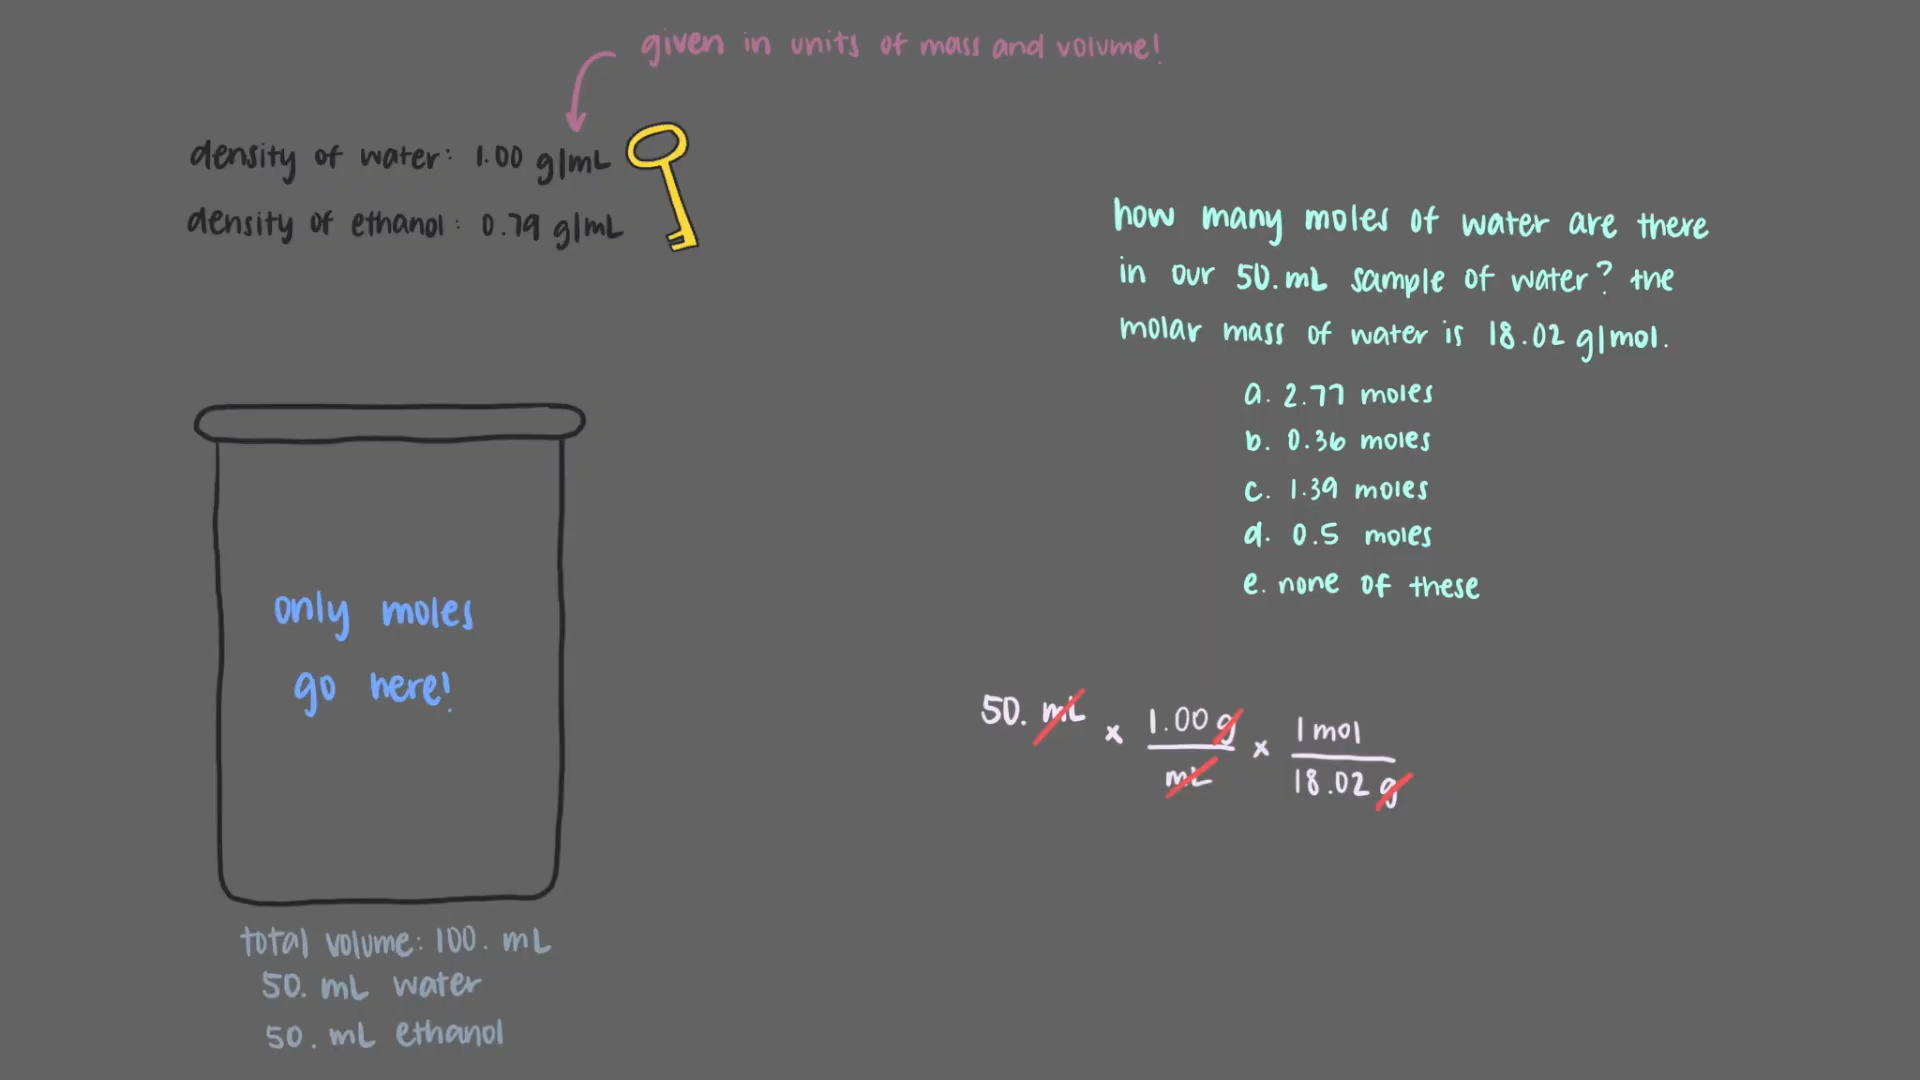 given in units of mass and volume!
density of water: 1.00 g/mL
density of ethanol: 0.79 g/mL
how many moles of water are there
in our 50. mL sample of water? the
molar mass of water is 18.02 g/mol.
a. 2.77 moles
b. 0.36 moles
c. 1.39 moles
d. 0.5 moles
e. none of these
only moles
go here!
50. mL x 1.00 g / mL x 1 mol / 18.02 g
total volume: 100. mL
50. mL water
50. mL ethanol